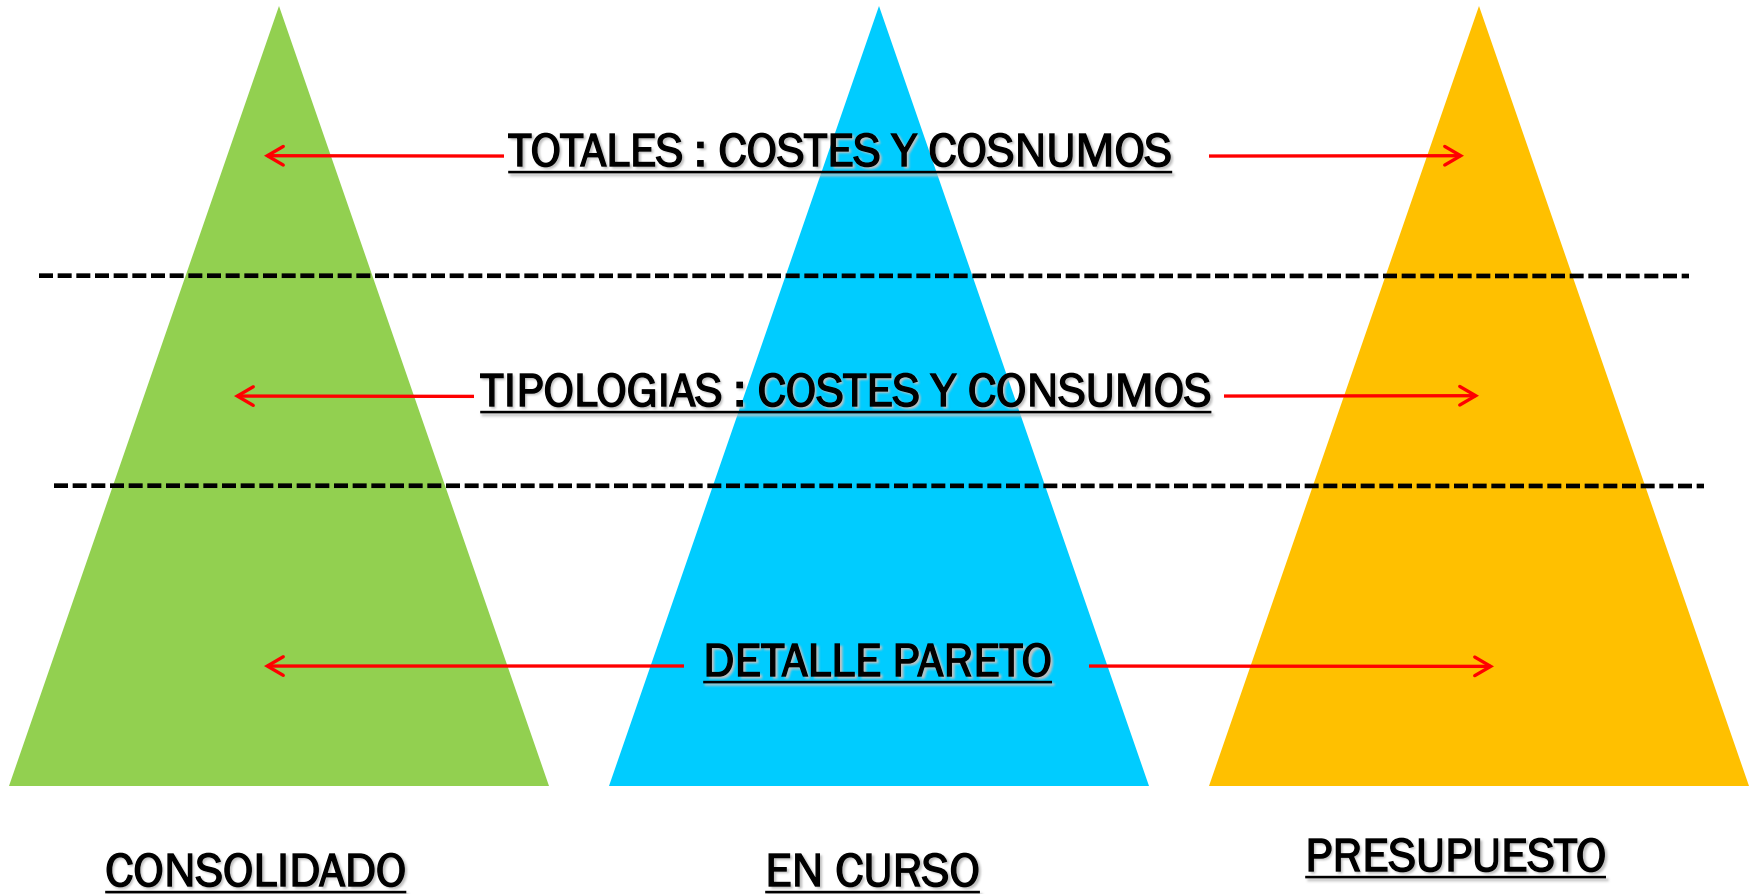 TOTALES : COSTES Y COSNUMOS
TIPOLOGIAS : COSTES Y CONSUMOS
DETALLE PARETO
CONSOLIDADO
EN CURSO
PRESUPUESTO